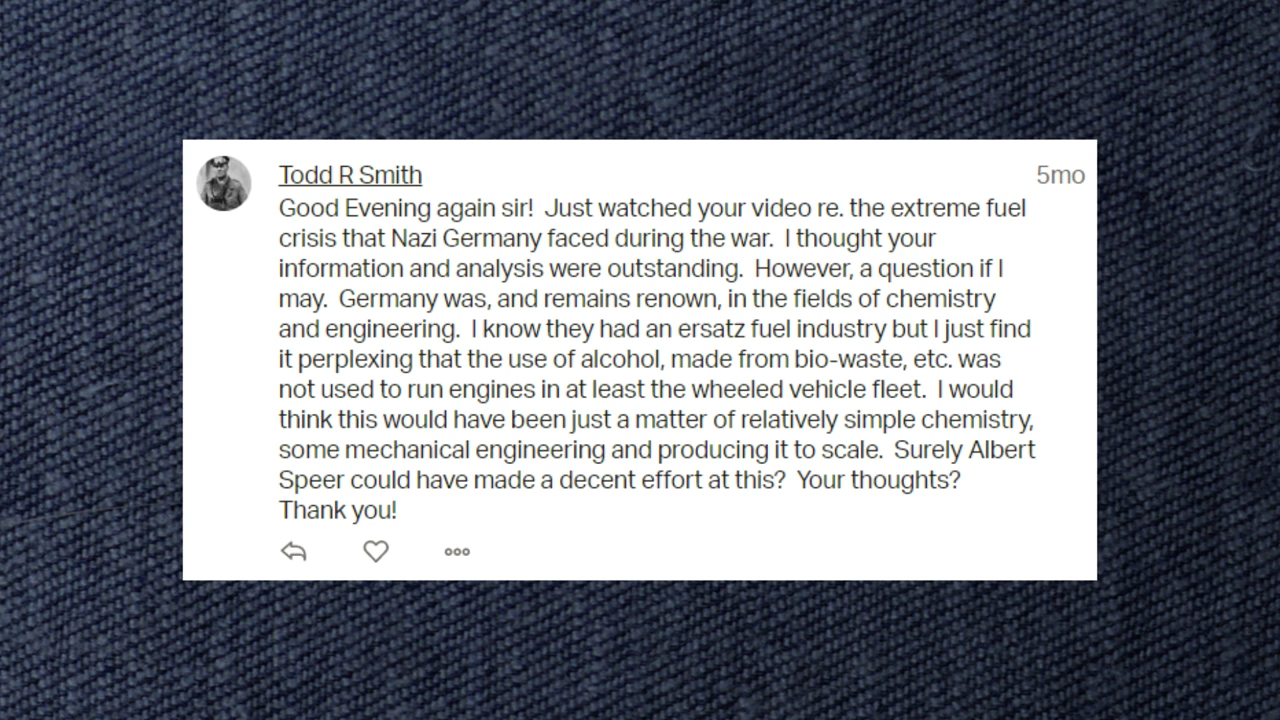 Todd R Smith
5mo
Good Evening again sir!  Just watched your video re. the extreme fuel
crisis that Nazi Germany faced during the war.  I thought your
information and analysis were outstanding.  However, a question if I
may.  Germany was, and remains renown, in the fields of chemistry
and engineering.  I know they had an ersatz fuel industry but I just find
it perplexing that the use of alcohol, made from bio-waste, etc. was
not used to run engines in at least the wheeled vehicle fleet.  I would
think this would have been just a matter of relatively simple chemistry,
some mechanical engineering and producing it to scale.  Surely Albert
Speer could have made a decent effort at this?  Your thoughts?
Thank you!